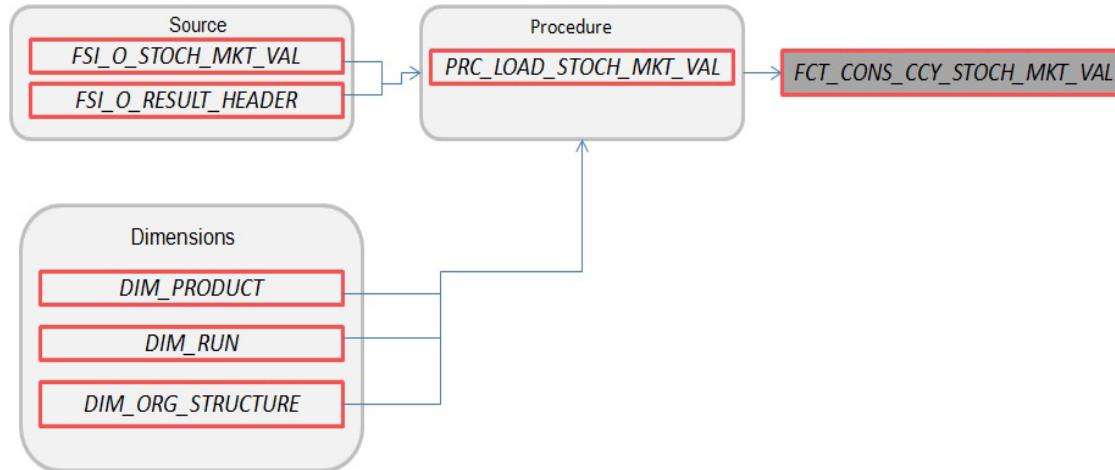 Source
FSI_O_STOCH_MKT_VAL
FSI_O_RESULT_HEADER
Procedure
PRC_LOAD_STOCH_MKT_VAL
FCT_CONS_CCY_STOCH_MKT_VAL
Dimensions
DIM_PRODUCT
DIM_RUN
DIM_ORG_STRUCTURE